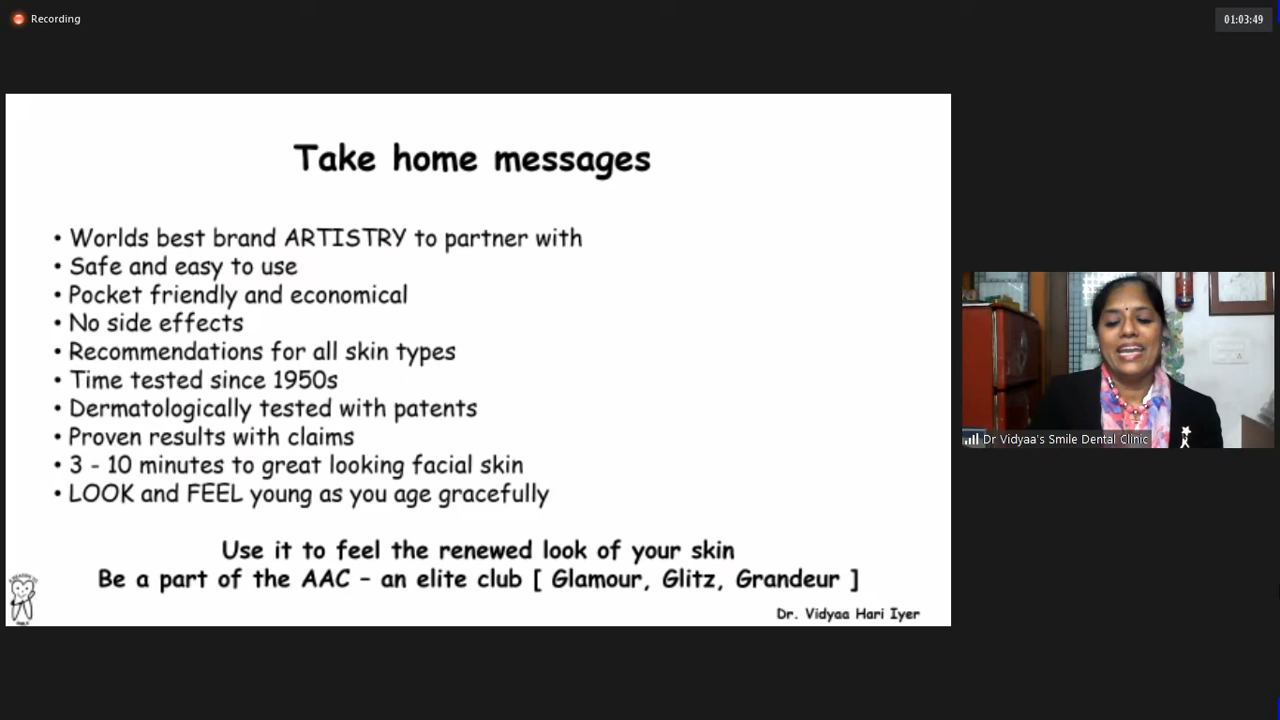 Recording
01:03:49
Take home messages
• Worlds best brand ARTISTRY to partner with
• Safe and easy to use
• Pocket friendly and economical
• No side effects
• Recommendations for all skin types
• Time tested since 1950s
• Dermatologically tested with patents
• Proven results with claims
• 3 - 10 minutes to great looking facial skin
• LOOK and FEEL young as you age gracefully
Use it to feel the renewed look of your skin
Be a part of the AAC – an elite club [ Glamour, Glitz, Grandeur ]
Dr. Vidyaa Hari Iyer
Dr Vidyaa's Smile Dental Clinic